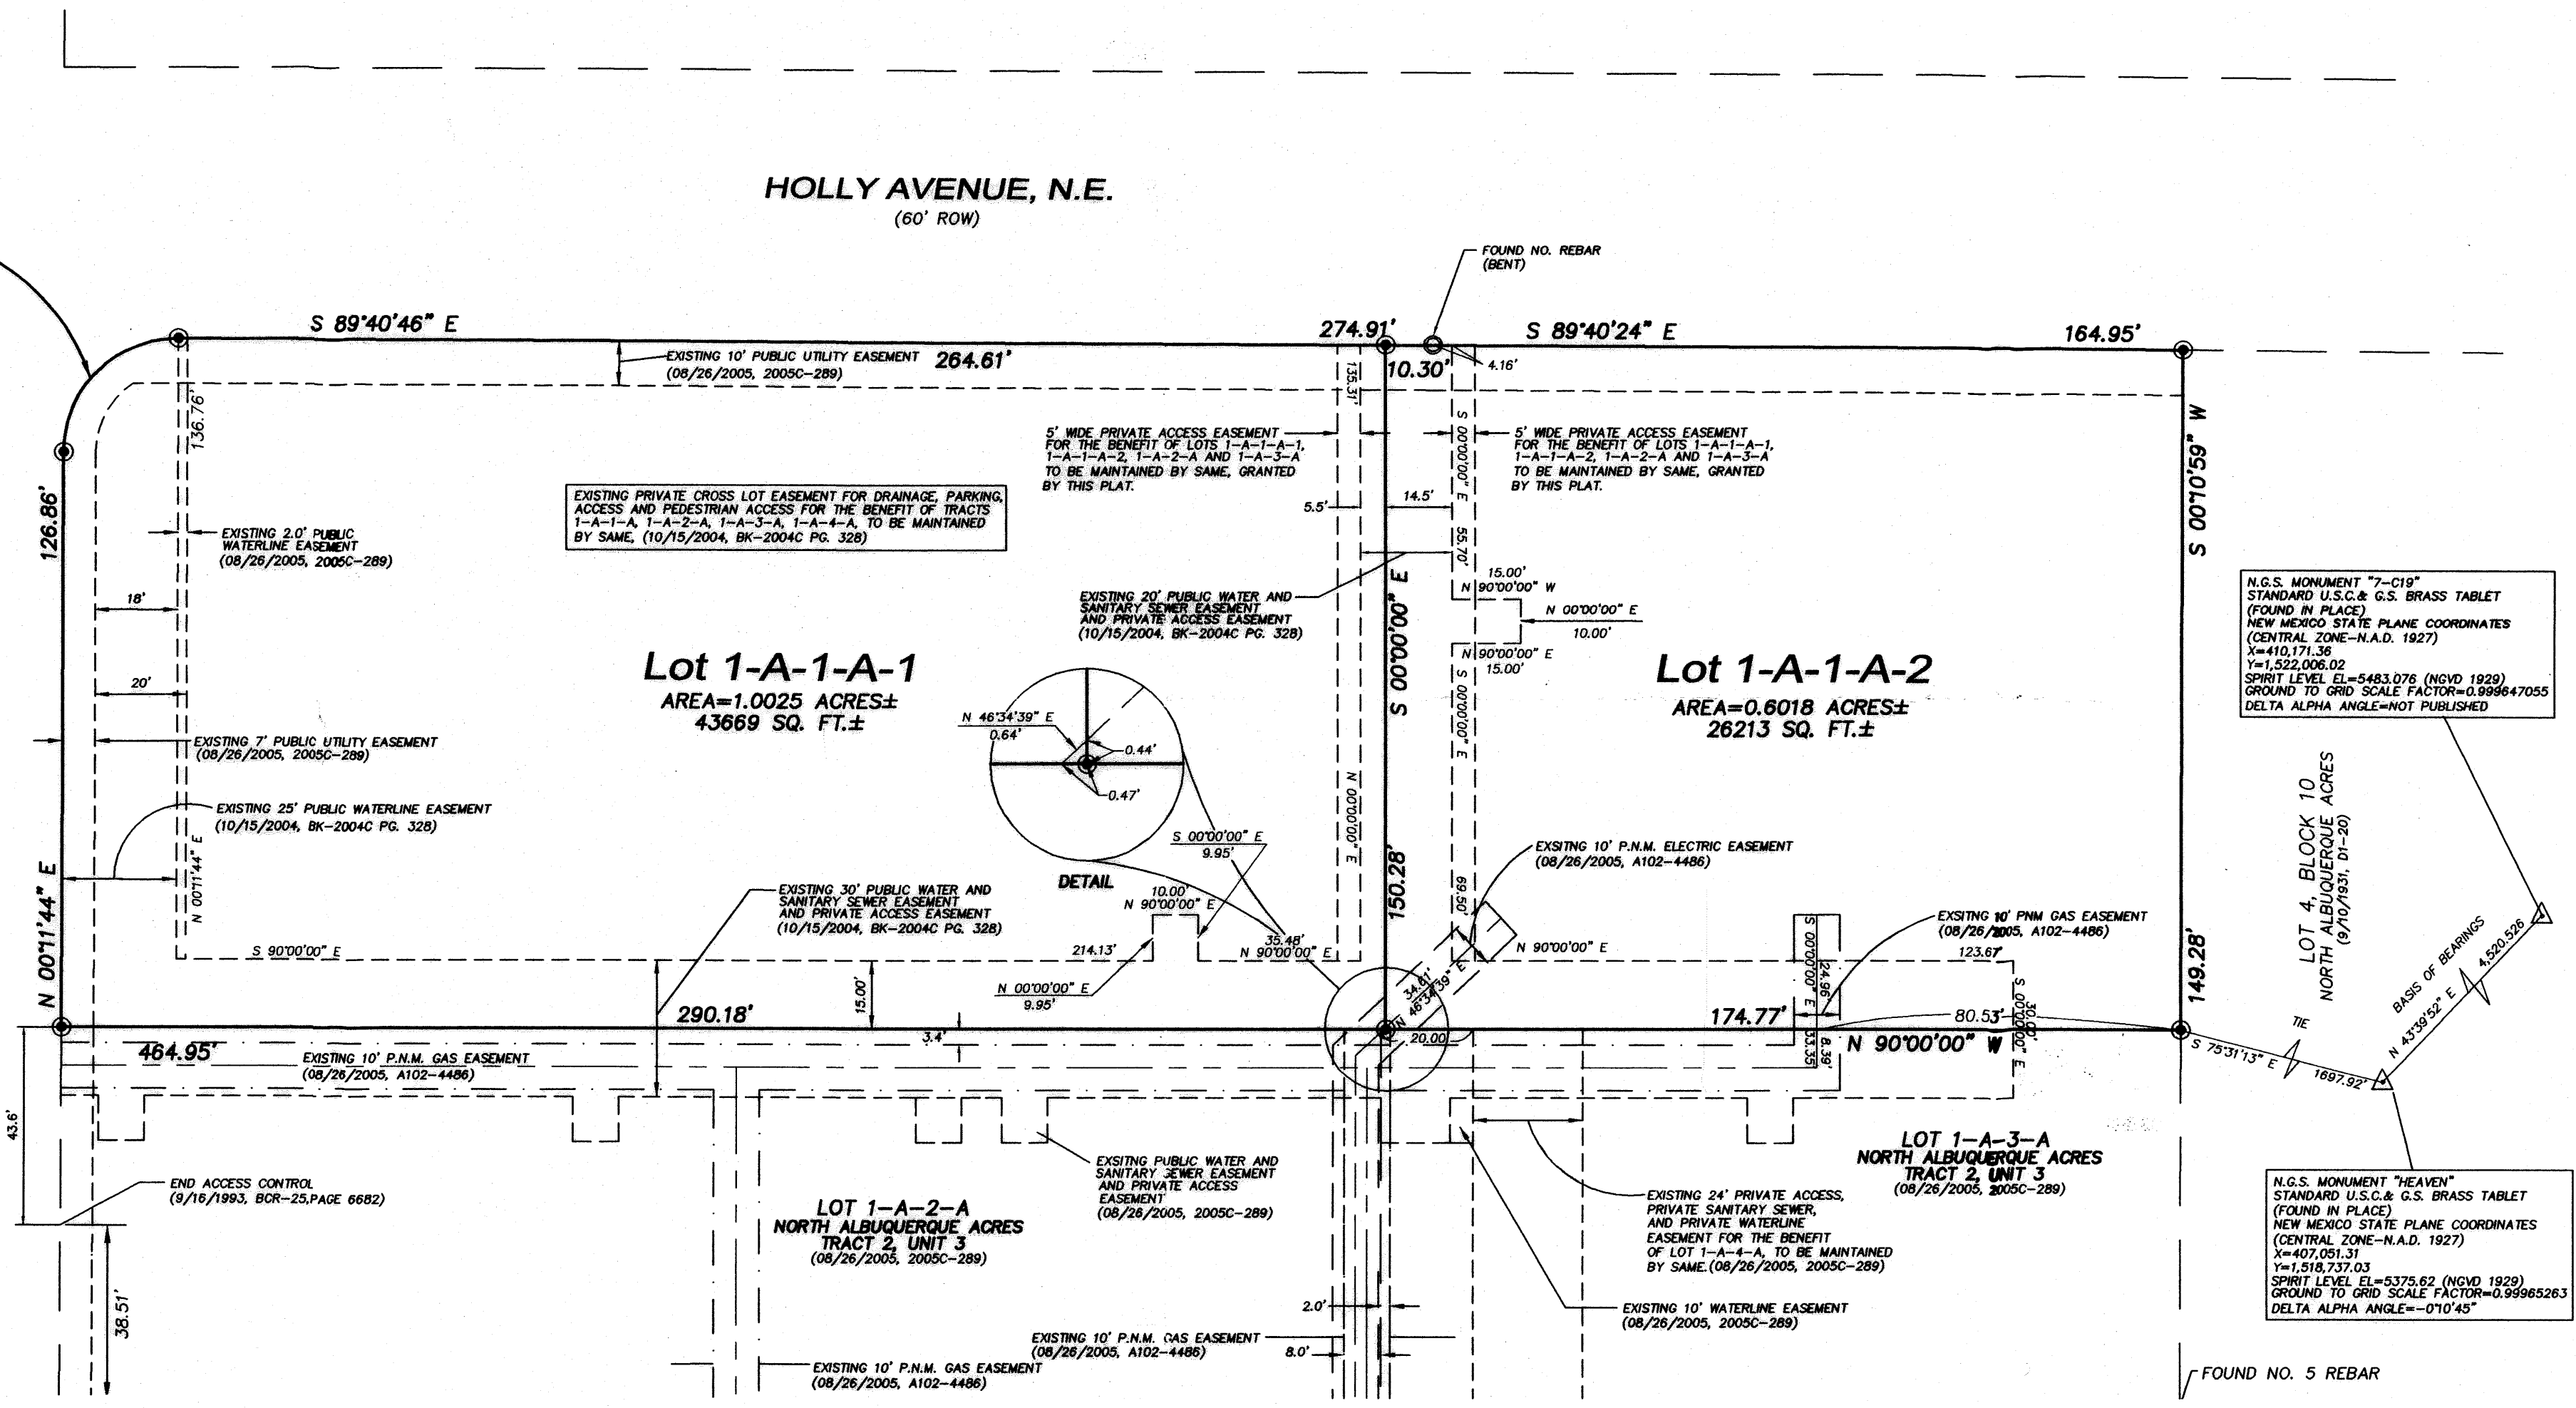 HOLLY AVENUE, N.E.
(60' ROW)
FOUND NO. REBAR
(BENT)
S 89°40'46" E
274.91'
S 89°40'24" E
164.95'
EXISTING 10' PUBLIC UTILITY EASEMENT
(08/26/2005, 2005C-289)
264.61'
10.30'
4.16'
135.31'
136.76'
126.86'
N 00°11'44" E
5' WIDE PRIVATE ACCESS EASEMENT
FOR THE BENEFIT OF LOTS 1-A-1-A-1,
1-A-1-A-2, 1-A-2-A AND 1-A-3-A
TO BE MAINTAINED BY SAME, GRANTED
BY THIS PLAT.
5' WIDE PRIVATE ACCESS EASEMENT
FOR THE BENEFIT OF LOTS 1-A-1-A-1,
1-A-1-A-2, 1-A-2-A AND 1-A-3-A
TO BE MAINTAINED BY SAME, GRANTED
BY THIS PLAT.
S 00°00'00" E
55.70'
S 00°10'59" W
149.28'
EXISTING PRIVATE CROSS LOT EASEMENT FOR DRAINAGE, PARKING,
ACCESS AND PEDESTRIAN ACCESS FOR THE BENEFIT OF TRACTS
1-A-1-A, 1-A-2-A, 1-A-3-A, 1-A-4-A, TO BE MAINTAINED
BY SAME, (10/15/2004, BK-2004C PG. 328)
5.5'
14.5'
EXISTING 2.0' PUBLIC
WATERLINE EASEMENT
(08/26/2005, 2005C-289)
18'
20'
EXISTING 20' PUBLIC WATER AND
SANITARY SEWER EASEMENT
AND PRIVATE ACCESS EASEMENT
(10/15/2004, BK-2004C PG. 328)
S 00°00'00" E
150.28'
15.00'
N 90°00'00" W
N 00°00'00" E
10.00'
N 90°00'00" E
15.00'
S 00°00'00" E
69.50'
N.G.S. MONUMENT "7-C19"
STANDARD U.S.C.& G.S. BRASS TABLET
(FOUND IN PLACE)
NEW MEXICO STATE PLANE COORDINATES
(CENTRAL ZONE-N.A.D. 1927)
X=410,171.36
Y=1,522,006.02
SPIRIT LEVEL EL=5483.076 (NGVD 1929)
GROUND TO GRID SCALE FACTOR=0.999647055
DELTA ALPHA ANGLE=NOT PUBLISHED
Lot 1-A-1-A-1
AREA=1.0025 ACRES±
43669 SQ. FT.±
Lot 1-A-1-A-2
AREA=0.6018 ACRES±
26213 SQ. FT.±
N 46°34'39" E
0.64'
0.44'
0.47'
DETAIL
EXISTING 7' PUBLIC UTILITY EASEMENT
(08/26/2005, 2005C-289)
EXISTING 25' PUBLIC WATERLINE EASEMENT
(10/15/2004, BK-2004C PG. 328)
N 00°11'44" E
N 00°00'00" E
S 00°00'00" E
9.95'
EXSITNG 10' P.N.M. ELECTRIC EASEMENT
(08/26/2005, A102-4486)
LOT 4, BLOCK 10
NORTH ALBUQUERQUE ACRES
(9/10/1931, D1-20)
EXISTING 30' PUBLIC WATER AND
SANITARY SEWER EASEMENT
AND PRIVATE ACCESS EASEMENT
(10/15/2004, BK-2004C PG. 328)
10.00'
N 90°00'00" E
35.48'
N 90°00'00" E
N 90°00'00" E
EXSITNG 10' PNM GAS EASEMENT
(08/26/2005, A102-4486)
123.67'
S 90°00'00" E
214.13'
N 00°00'00" E
9.95'
15.00'
34.81'
N 46°34'39" E
S 00°00'00" E
24.96'
33.35'
8.39'
S 00°00'00" E
30.00'
BASIS OF BEARINGS
N 43°39'52" E
4,520.526
TIE
S 75°31'13" E
1697.92'
290.18'
174.77'
80.53'
464.95'
3.4'
20.00
N 90°00'00" W
EXISTING 10' P.N.M. GAS EASEMENT
(08/26/2005, A102-4486)
43.6'
END ACCESS CONTROL
(9/16/1993, BCR-25,PAGE 6682)
38.51'
LOT 1-A-2-A
NORTH ALBUQUERQUE ACRES
TRACT 2, UNIT 3
(08/26/2005, 2005C-289)
EXSITNG PUBLIC WATER AND
SANITARY SEWER EASEMENT
AND PRIVATE ACCESS
EASEMENT
(08/26/2005, 2005C-289)
LOT 1-A-3-A
NORTH ALBUQUERQUE ACRES
TRACT 2, UNIT 3
(08/26/2005, 2005C-289)
EXISTING 24' PRIVATE ACCESS,
PRIVATE SANITARY SEWER,
AND PRIVATE WATERLINE
EASEMENT FOR THE BENEFIT
OF LOT 1-A-4-A, TO BE MAINTAINED
BY SAME.(08/26/2005, 2005C-289)
N.G.S. MONUMENT "HEAVEN"
STANDARD U.S.C.& G.S. BRASS TABLET
(FOUND IN PLACE)
NEW MEXICO STATE PLANE COORDINATES
(CENTRAL ZONE-N.A.D. 1927)
X=407,051.31
Y=1,518,737.03
SPIRIT LEVEL EL=5375.62 (NGVD 1929)
GROUND TO GRID SCALE FACTOR=0.99965263
DELTA ALPHA ANGLE=-0°10'45"
2.0'
EXISTING 10' WATERLINE EASEMENT
(08/26/2005, 2005C-289)
EXISTING 10' P.N.M. GAS EASEMENT
(08/26/2005, A102-4486)
8.0'
EXISTING 10' P.N.M. GAS EASEMENT
(08/26/2005, A102-4486)
FOUND NO. 5 REBAR